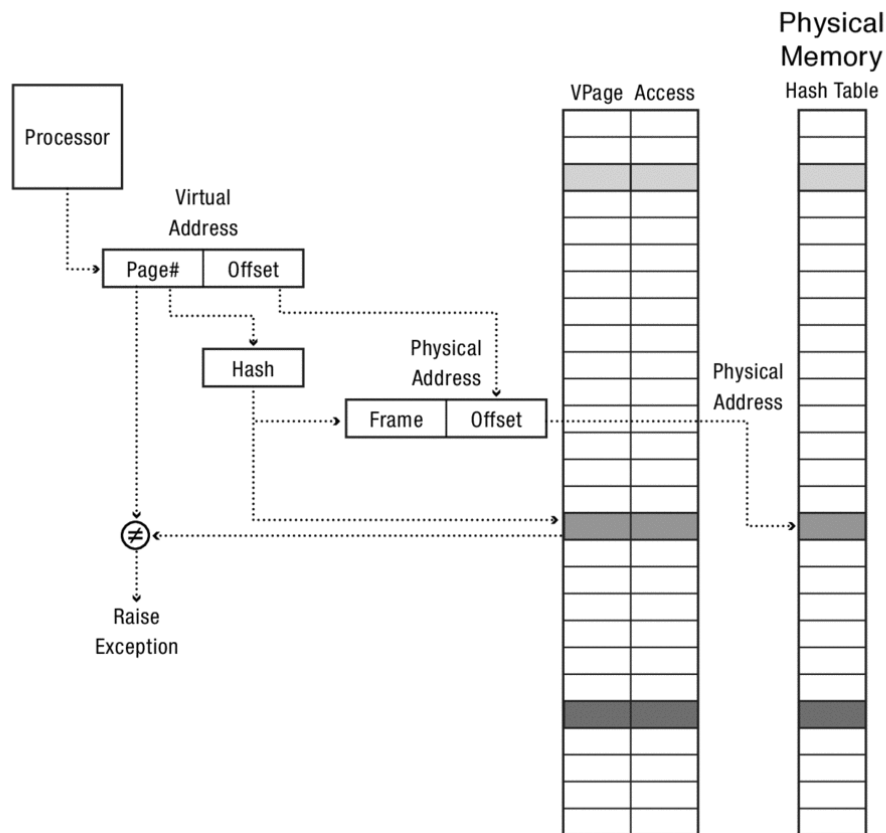 Physical
Memory
VPage Access
Hash Table
Processor
Virtual
Address
Page#
Offset
Hash
Physical
Address
Frame
Offset
Physical
Address
≠
Raise
Exception